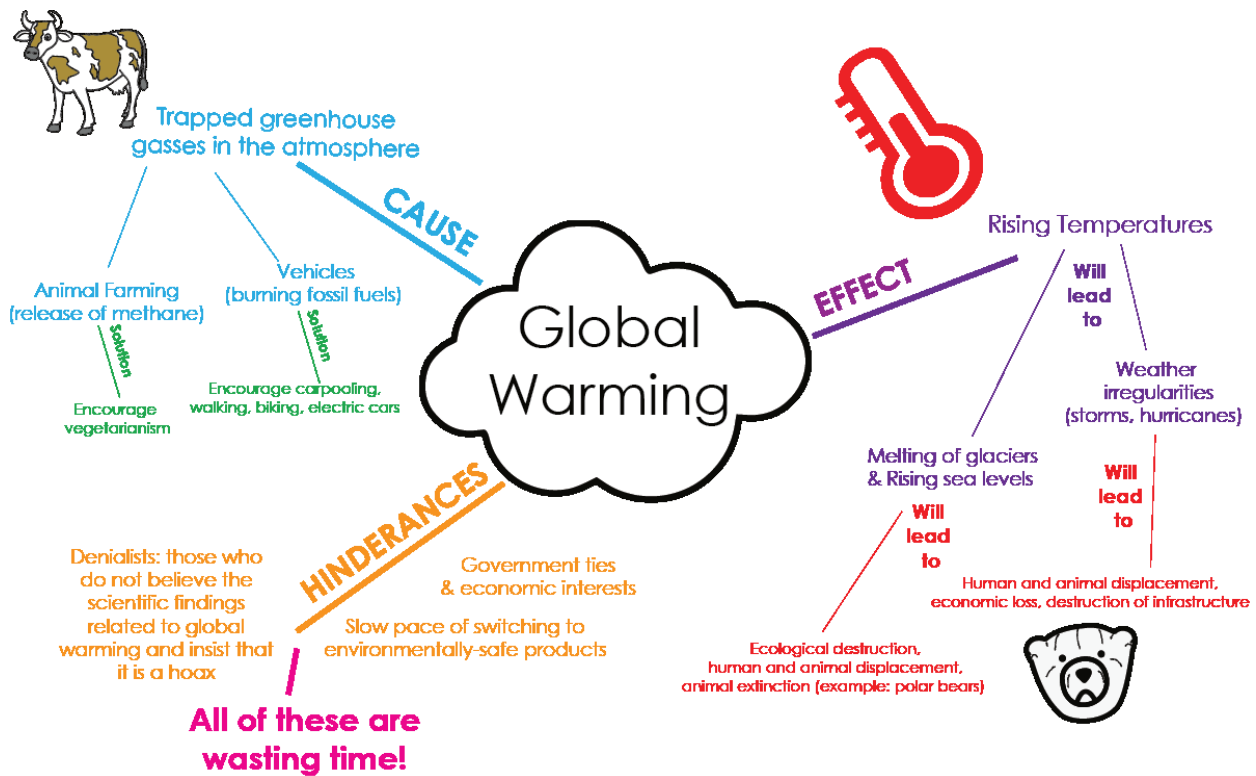 Trapped greenhouse
gasses in the atmosphere
CAUSE
Animal Farming
(release of methane)
Solution
Encourage
vegetarianism
Vehicles
(burning fossil fuels)
Solution
Encourage carpooling,
walking, biking, electric cars
Global
Warming
EFFECT
Rising Temperatures
Will
lead
to
Weather
irregularities
(storms, hurricanes)
Melting of glaciers
& Rising sea levels
Will
lead
to
Will
lead
to
Human and animal displacement,
economic loss, destruction of infrastructure
Ecological destruction,
human and animal displacement,
animal extinction (example: polar bears)
HINDERANCES
Denialists: those who
do not believe the
scientific findings
related to global
warming and insist that
it is a hoax
Government ties
& economic interests
Slow pace of switching to
environmentally-safe products
All of these are
wasting time!